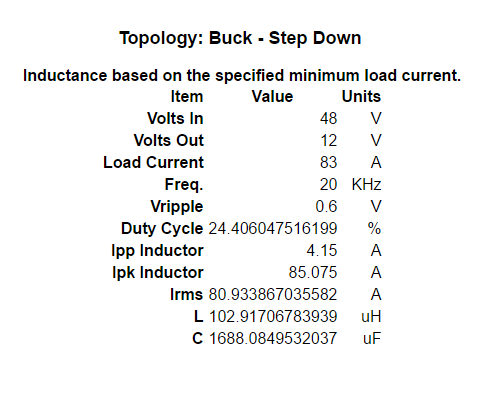 Topology: Buck - Step Down
Inductance based on the specified minimum load current.
Item Value Units
Volts In 48 V
Volts Out 12 V
Load Current 83 A
Freq. 20 KHz
Vripple 0.6 V
Duty Cycle 24.406047516199 %
Ipp Inductor 4.15 A
Ipk Inductor 85.075 A
Irms 80.933867035582 A
L 102.91706783939 uH
C 1688.0849532037 uF